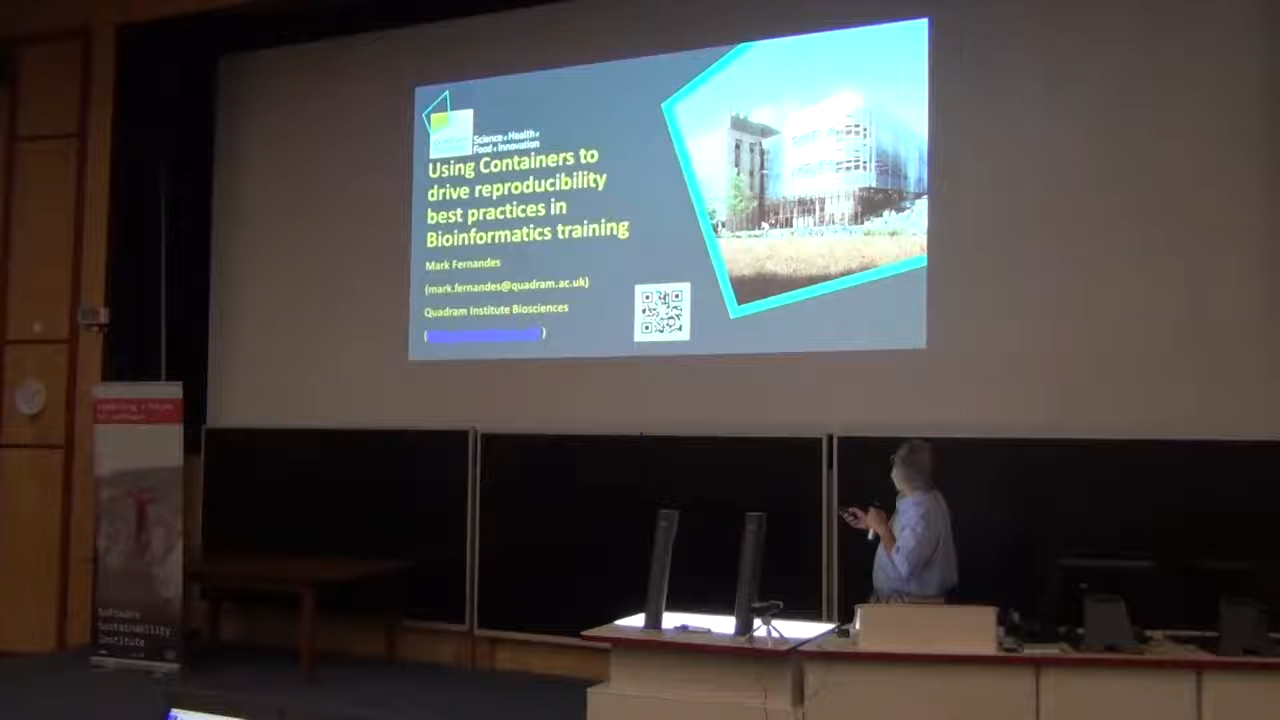 Science • Health •
Food • Innovation
Using Containers to
drive reproducibility
best practices in
Bioinformatics training
Mark Fernandes
(mark.fernandes@quadram.ac.uk)
Quadram Institute Biosciences
( )
Software
Sustainability
Institute